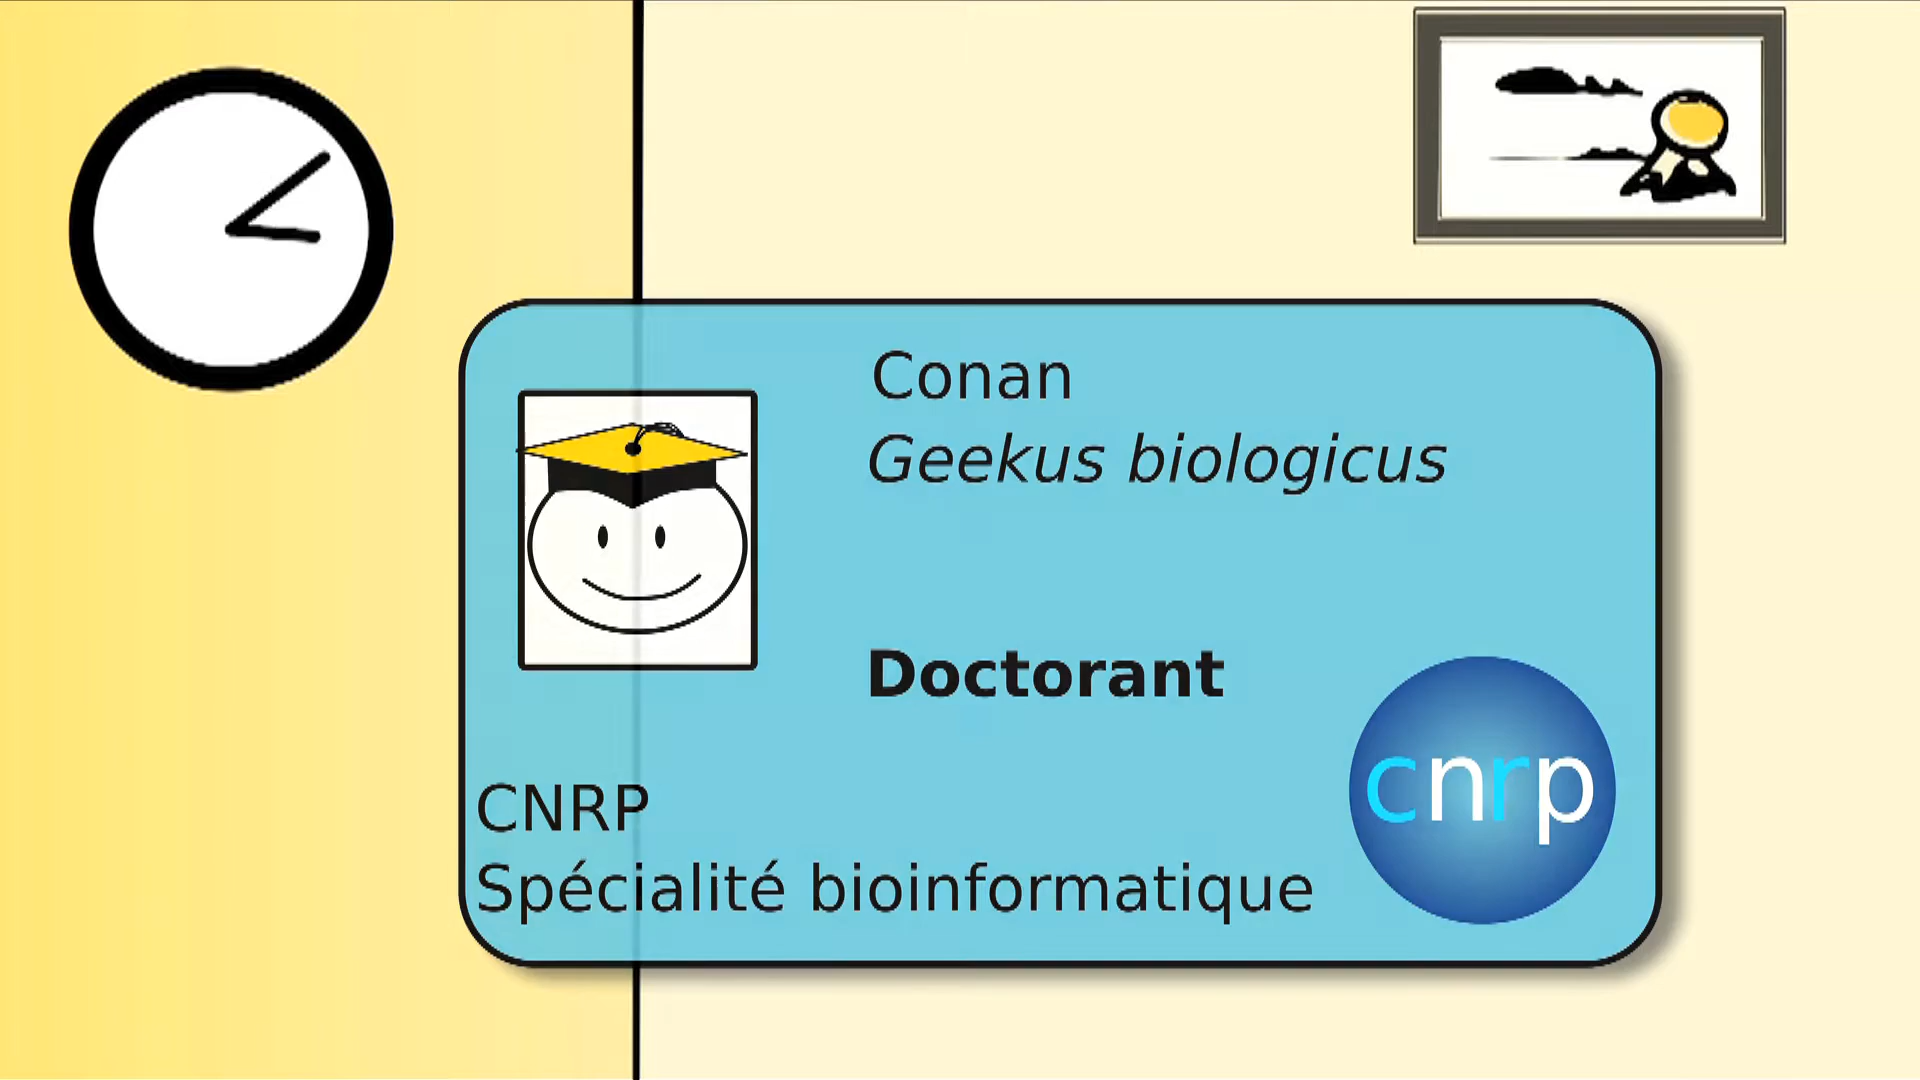 Conan
Geekus biologicus
Doctorant
CNRP
Spécialité bioinformatique
cnrp